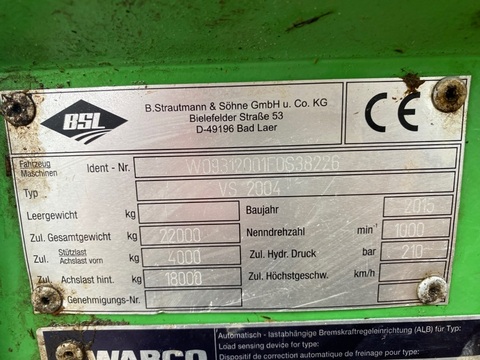 BSL
B.Strautmann & Söhne GmbH u. Co. KG
Bielefelder Straße 53
D-49196 Bad Laer
CE
Fahrzeug Maschinen Ident - Nr. W09312001F0S38226
Typ VS 2004
Leergewicht kg Baujahr 2015
Zul. Gesamtgewicht kg 22000 Nenndrehzahl min⁻¹ 1000
Zul. Stützlast Achslast vorn kg 4000 Zul. Hydr. Druck bar 210
Zul. Achslast hint. kg 18000 Zul. Höchstgeschw. km/h
Genehmigungs-Nr.
WABCO
Automatisch - lastabhängige Bremskraftregeleinrichtung (ALB) für Typ:
Load sensing device for type:
Dispositif de correction automatique de freinage pour type: